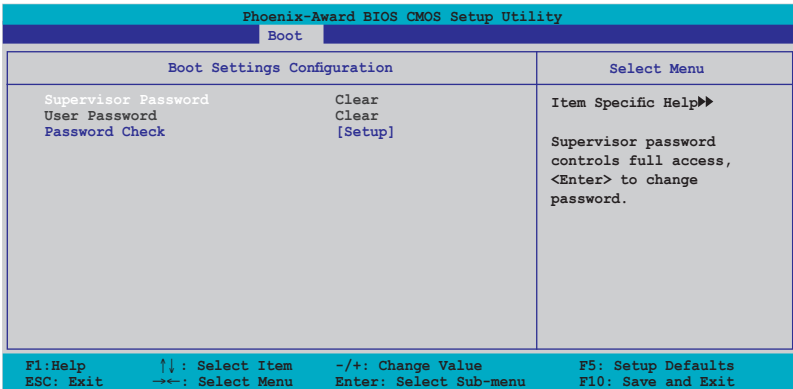 Phoenix-Award BIOS CMOS Setup Utility
Boot
Boot Settings Configuration
Select Menu
Supervisor Password Clear
User Password Clear
Password Check [Setup]
Item Specific Help▶▶
Supervisor password
controls full access,
<Enter> to change
password.
F1:Help ↑↓ : Select Item -/+: Change Value F5: Setup Defaults
ESC: Exit →←: Select Menu Enter: Select Sub-menu F10: Save and Exit